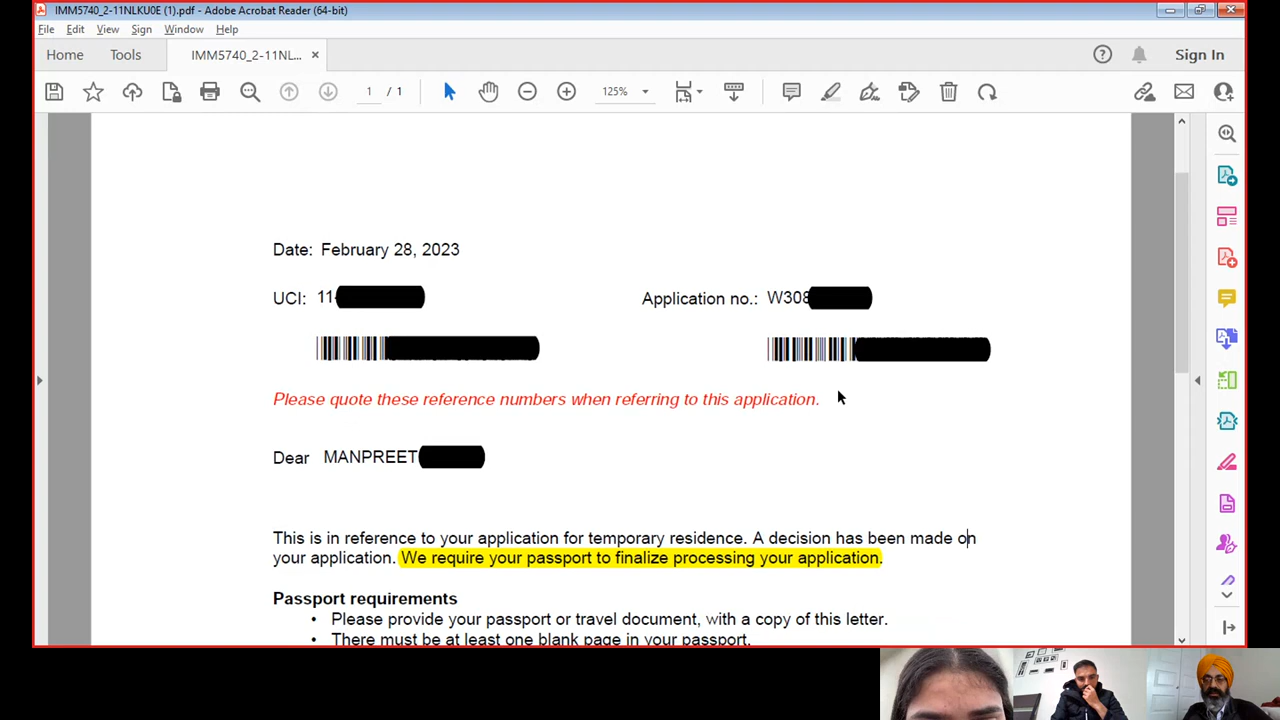 IMM5740_2-11NLKU0E (1).pdf - Adobe Acrobat Reader (64-bit)
File Edit View Sign Window Help
Home Tools IMM5740_2-11NL... × Sign In
1 / 1 125%
Date: February 28, 2023
UCI: 11 Application no.: W308
Please quote these reference numbers when referring to this application.
Dear MANPREET
This is in reference to your application for temporary residence. A decision has been made on
your application. We require your passport to finalize processing your application.
Passport requirements
• Please provide your passport or travel document, with a copy of this letter.
• There must be at least one blank page in your passport.